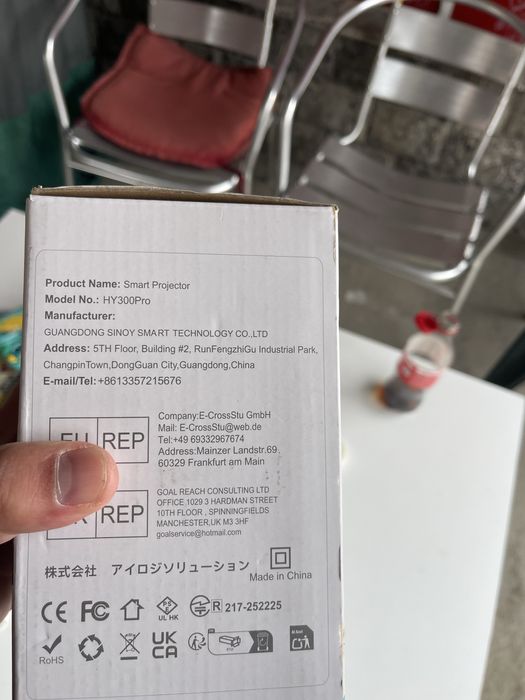 Product Name: Smart Projector
Model No.: HY300Pro
Manufacturer:
GUANGDONG SINOY SMART TECHNOLOGY CO.,LTD
Address: 5TH Floor, Building #2, RunFengzhiGu Industrial Park,
ChangpinTown,DongGuan City,Guangdong,China
E-mail/Tel:+8613357215676
REP
Company:E-CrossStu GmbH
Mail: E-CrossStu@web.de
Tel:+49 69332967674
Address:Mainzer Landstr.69
60329 Frankfurt am Main
REP
GOAL REACH CONSULTING LTD
OFFICE 1029 3 HARDMAN STREET
10TH FLOOR , SPINNINGFIELDS
MANCHESTER,UK M3 3HF
goalservice@hotmail.com
株式会社 アイロジソリューション
Made in China
CE FC UL HK R 217-252225
RoHS
UK
CA